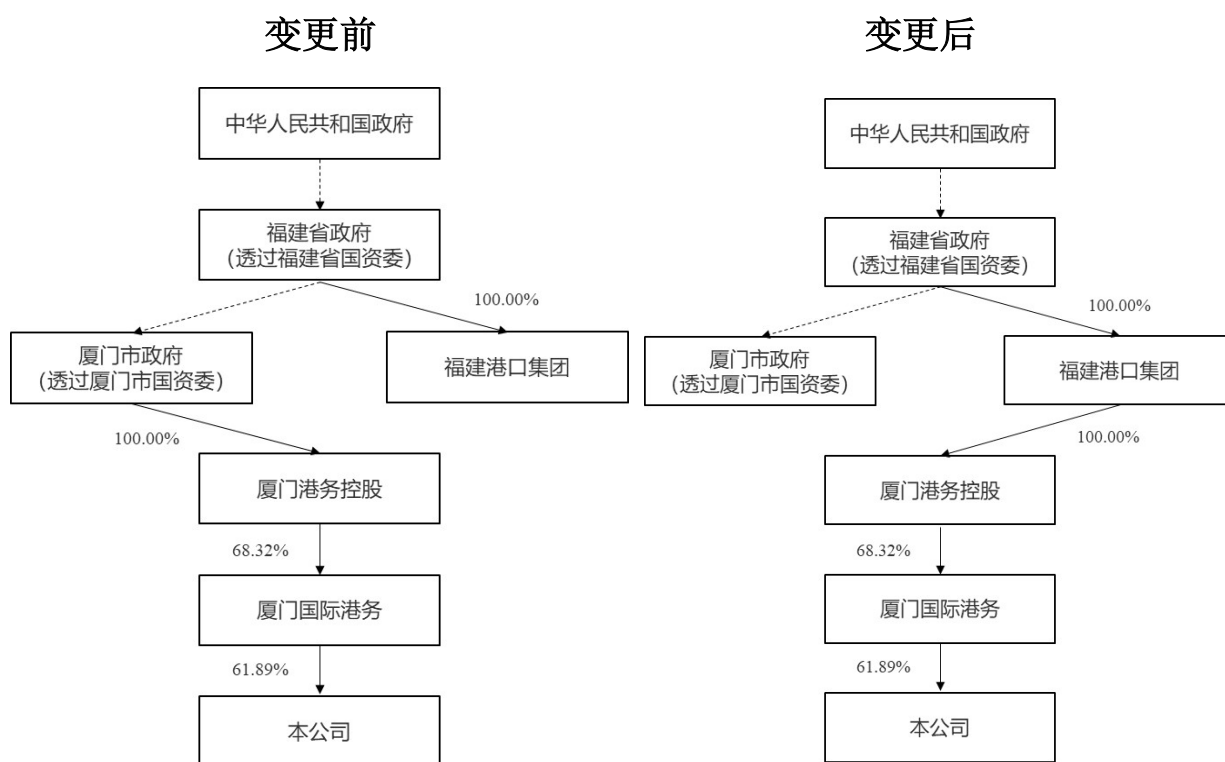 变更前
中华人民共和国政府
福建省政府
（透过福建省国资委）
100.00%
厦门市政府
（透过厦门市国资委）
福建港口集团
100.00%
厦门港务控股
68.32%
厦门国际港务
61.89%
本公司
变更后
中华人民共和国政府
福建省政府
（透过福建省国资委）
100.00%
厦门市政府
（透过厦门市国资委）
福建港口集团
100.00%
厦门港务控股
68.32%
厦门国际港务
61.89%
本公司